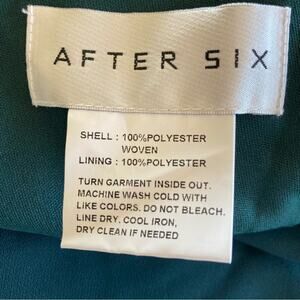 AFTER SIX
SHELL : 100%POLYESTER
WOVEN
LINING : 100%POLYESTER
TURN GARMENT INSIDE OUT.
MACHINE WASH COLD WITH
LIKE COLORS. DO NOT BLEACH.
LINE DRY. COOL IRON,
DRY CLEAN IF NEEDED